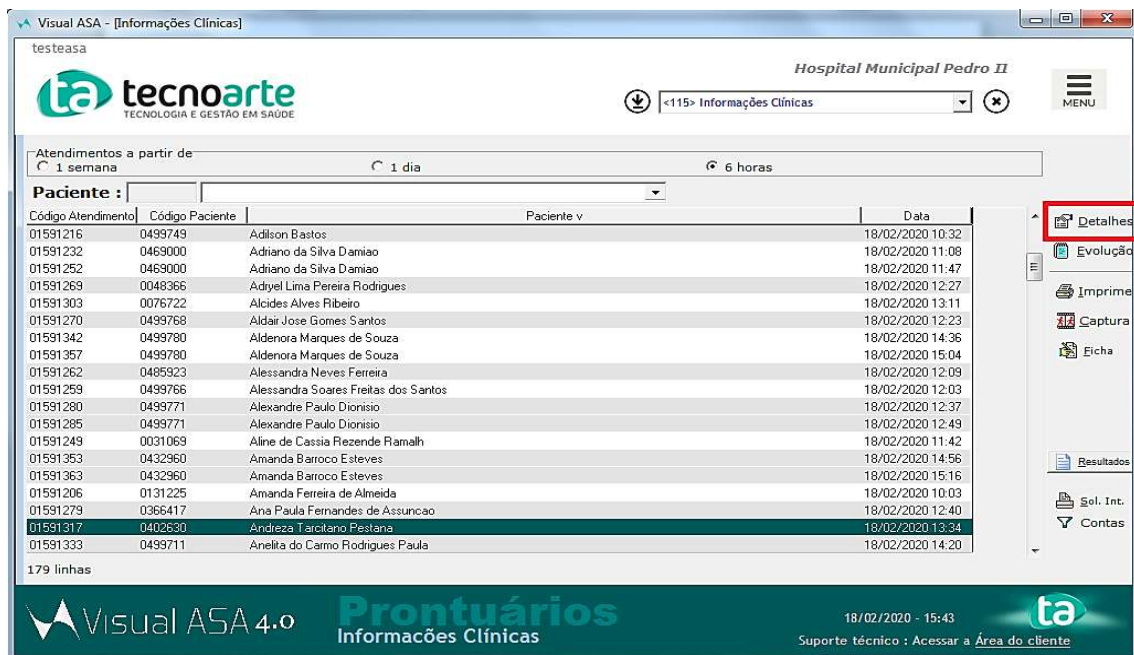 Visual ASA - [Informações Clínicas]
testeasa
Hospital Municipal Pedro II
ta tecnoarte
TECNOLOGIA E GESTÃO EM SAÚDE
<115> Informações Clínicas
MENU
Atendimentos a partir de
1 semana 1 dia 6 horas
Paciente :
Código Atendimento Código Paciente Paciente v Data
01591216 0499749 Adilson Bastos 18/02/2020 10:32
01591232 0469000 Adriano da Silva Damiao 18/02/2020 11:08
01591252 0469000 Adriano da Silva Damiao 18/02/2020 11:47
01591269 0048366 Adryel Lima Pereira Rodrigues 18/02/2020 12:27
01591303 0076722 Alcides Alves Ribeiro 18/02/2020 13:11
01591270 0499768 Aldair Jose Gomes Santos 18/02/2020 12:23
01591342 0499780 Aldenora Marques de Souza 18/02/2020 14:36
01591357 0499780 Aldenora Marques de Souza 18/02/2020 15:04
01591262 0485923 Alessandra Neves Ferreira 18/02/2020 12:09
01591259 0499766 Alessandra Soares Freitas dos Santos 18/02/2020 12:03
01591280 0499771 Alexandre Paulo Dionisio 18/02/2020 12:37
01591285 0499771 Alexandre Paulo Dionisio 18/02/2020 12:49
01591249 0031069 Aline de Cassia Rezende Ramalh 18/02/2020 11:42
01591353 0432960 Amanda Barroco Esteves 18/02/2020 14:56
01591363 0432960 Amanda Barroco Esteves 18/02/2020 15:16
01591206 0131225 Amanda Ferreira de Almeida 18/02/2020 10:03
01591279 0366417 Ana Paula Fernandes de Assuncao 18/02/2020 12:40
01591317 0402630 Andreza Tarcitano Pestana 18/02/2020 13:34
01591333 0499711 Anelita do Carmo Rodrigues Paula 18/02/2020 14:20
179 linhas
Detalhes
Evolução
Imprime
Captura
Ficha
Resultados
Sol. Int.
Contas
Visual ASA 4.0
Prontuários
Informacões Clínicas
18/02/2020 - 15:43
Suporte técnico : Acessar a Área do cliente
ta